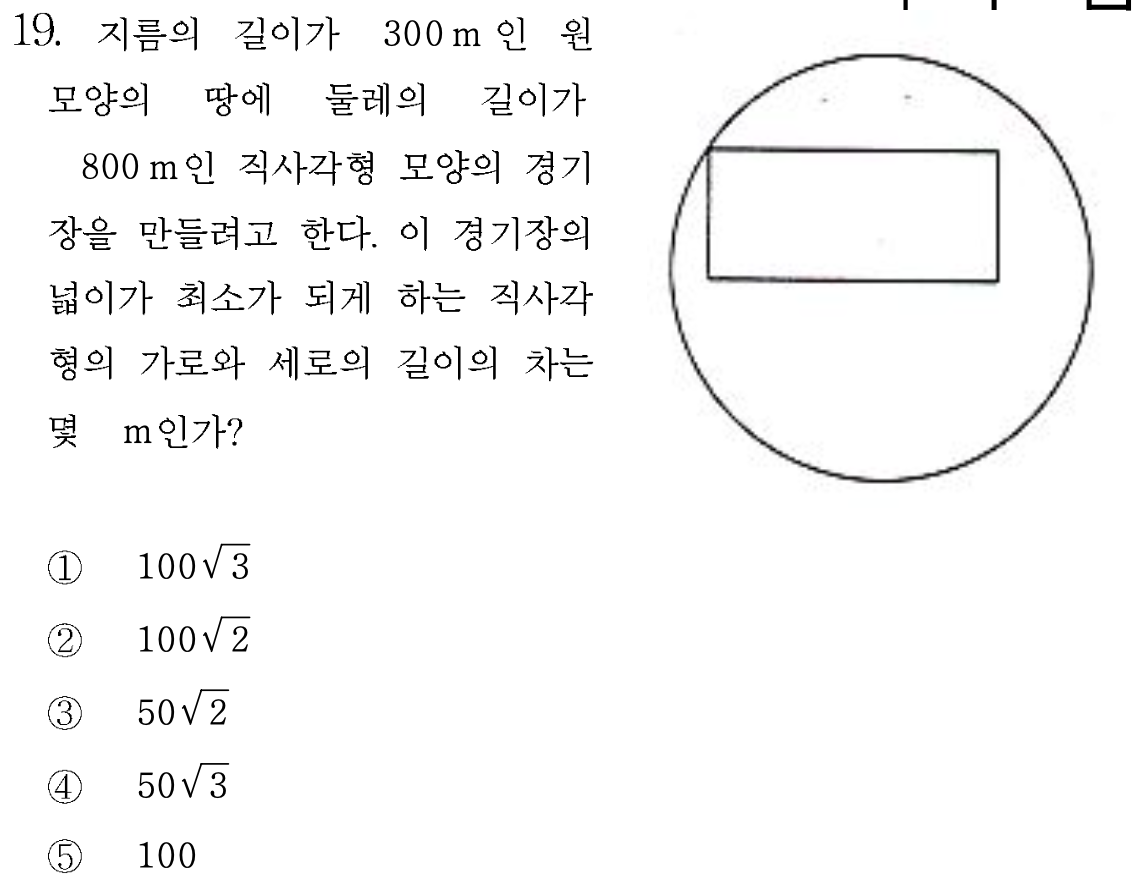 19. 지름의 길이가 300 m 인 원
모양의 땅에 둘레의 길이가
800 m인 직사각형 모양의 경기
장을 만들려고 한다. 이 경기장의
넓이가 최소가 되게 하는 직사각
형의 가로와 세로의 길이의 차는
몇 m인가?
① 100√3
② 100√2
③ 50√2
④ 50√3
⑤ 100